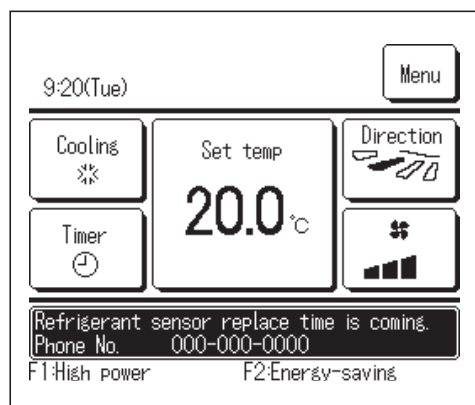 Menu
9:20(Tue)
Cooling
Set temp
Direction
20.0°C
Timer
Refrigerant sensor replace time is coming.
Phone No. 000-000-0000
F1:High power F2:Energy-saving